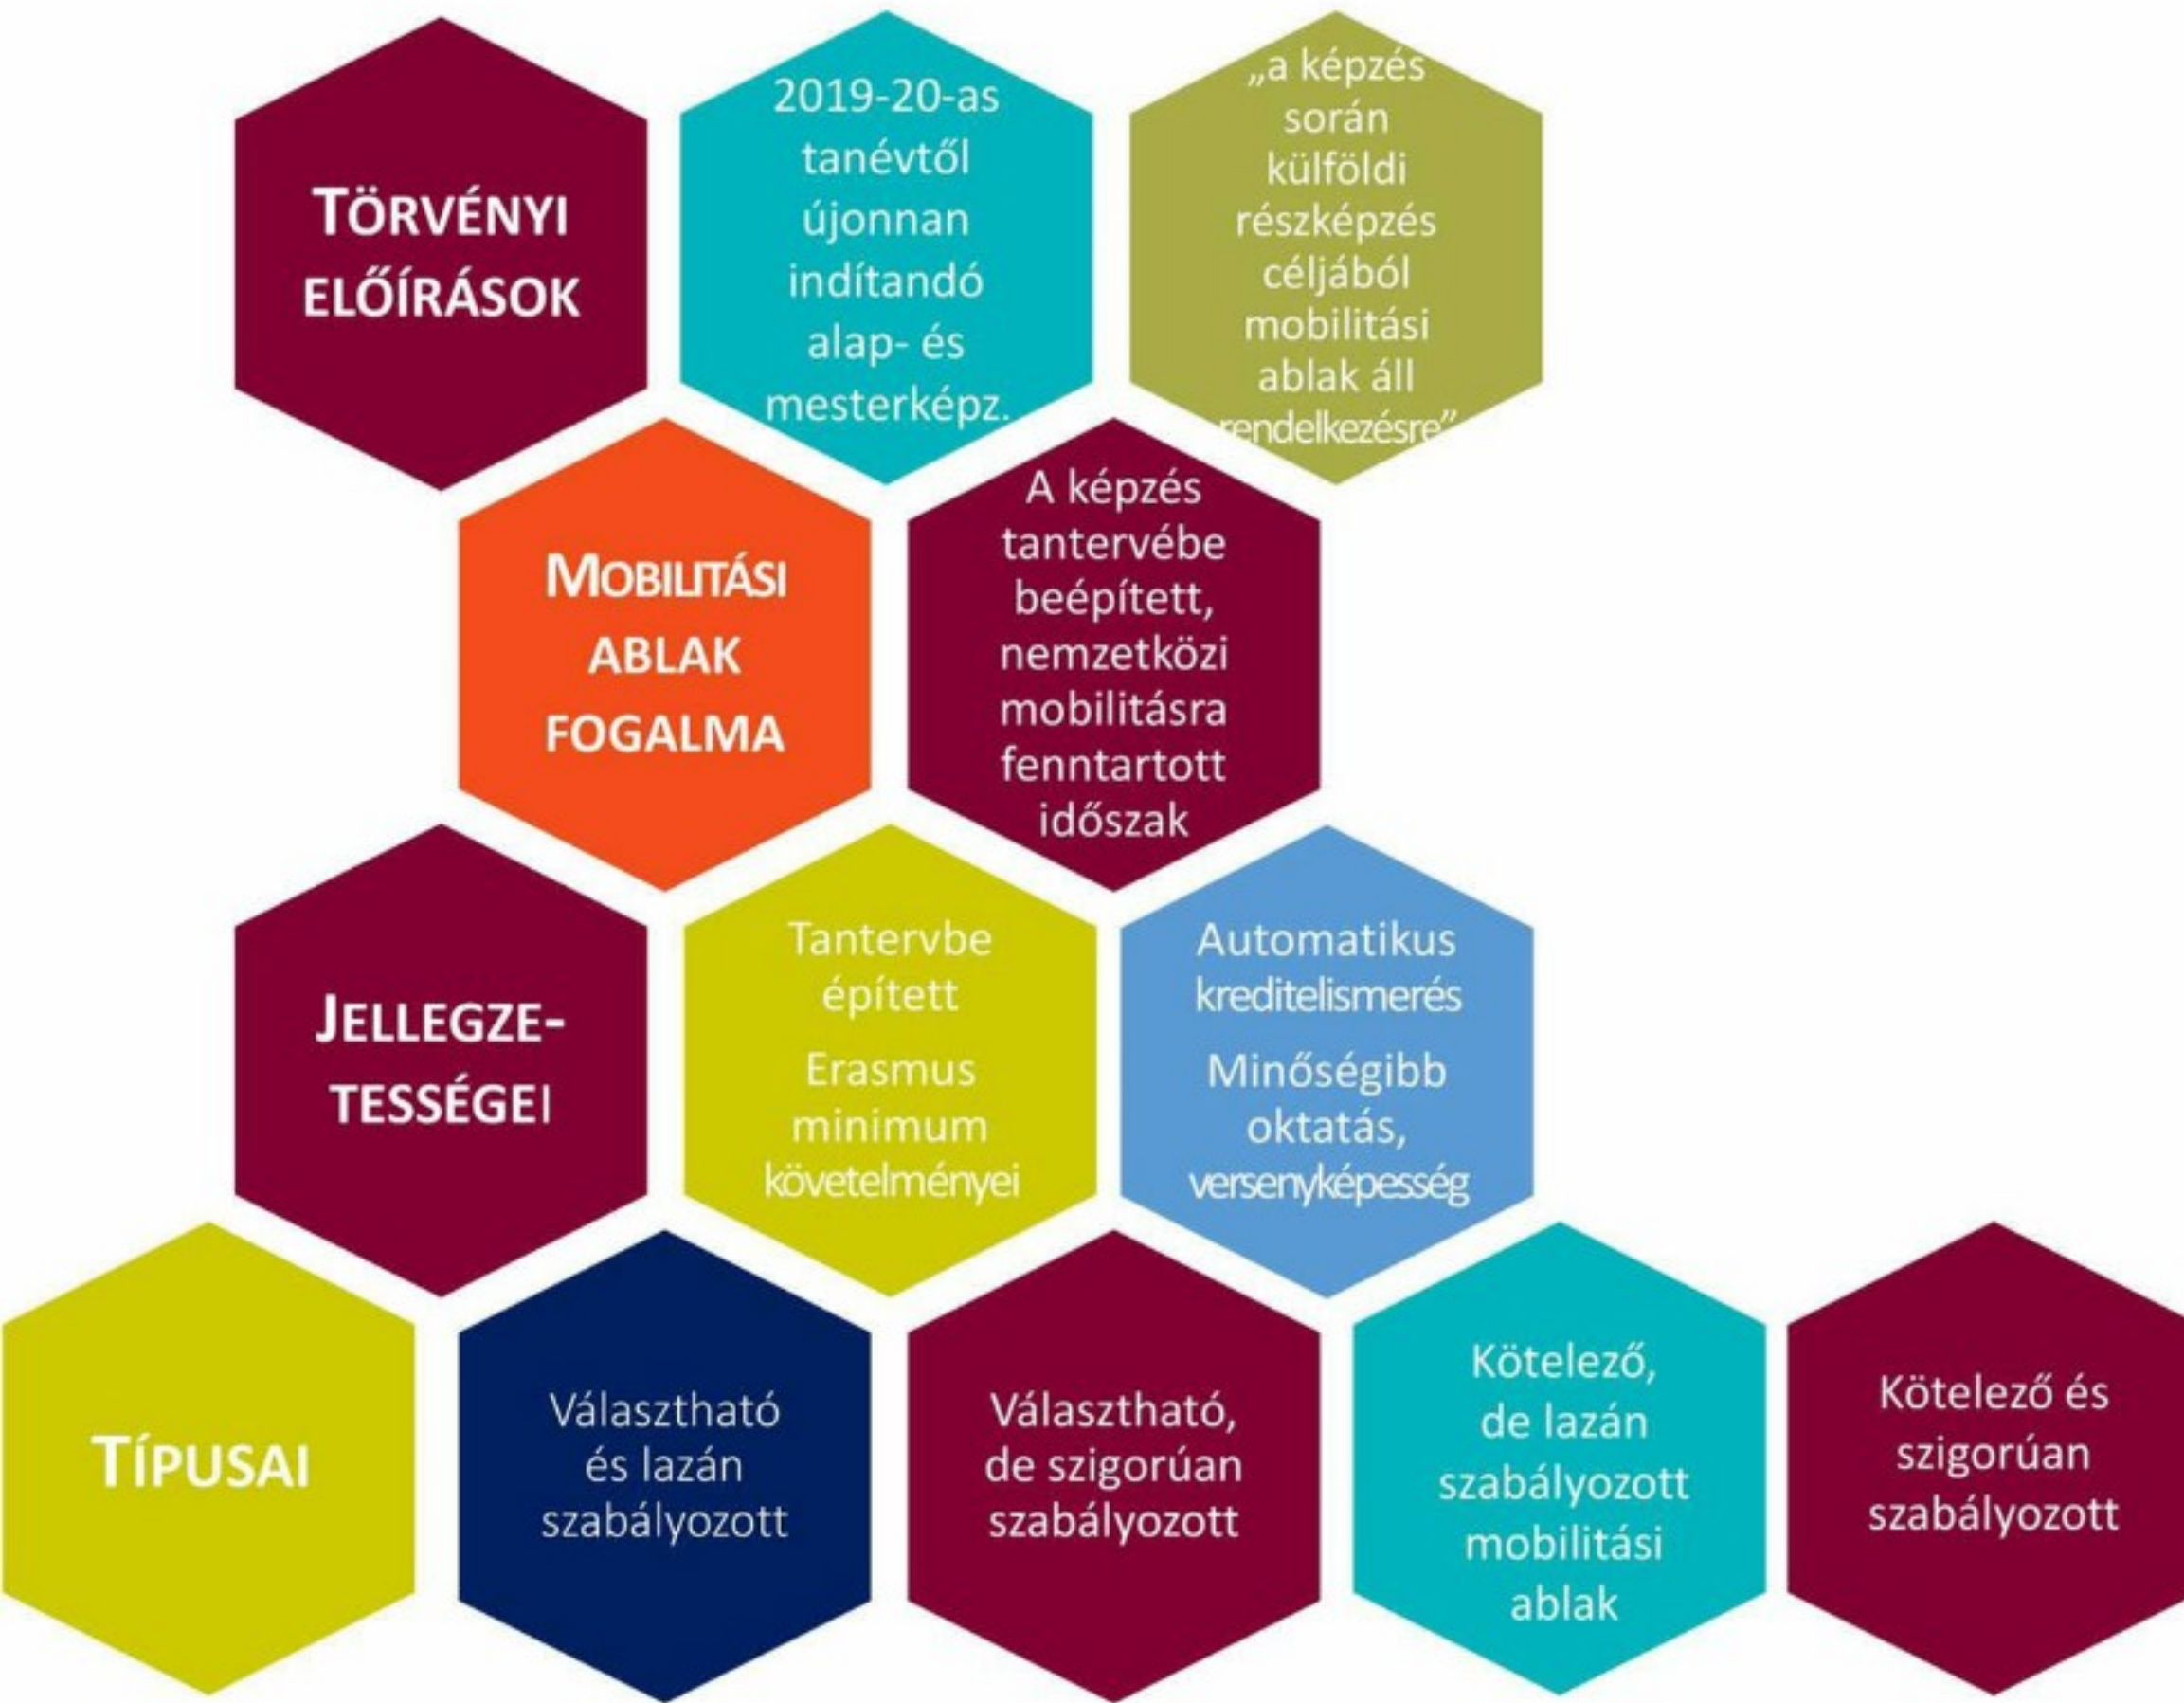 TÖRVÉNYI
ELŐÍRÁSOK
2019-20-as
tanévtől
újonnan
indítandó
alap- és
mesterképz.
„a képzés
során
külföldi
részképzés
céljából
mobilitási
ablak áll
rendelkezésre”
MOBILITÁSI
ABLAK
FOGALMA
A képzés
tantervébe
beépített,
nemzetközi
mobilitásra
fenntartott
időszak
JELLEGZE-
TESSÉGEI
Tantervbe
épített
Erasmus
minimum
követelményei
Automatikus
kreditelismerés
Minőségibb
oktatás,
versenyképesség
TÍPUSAI
Választható
és lazán
szabályozott
Választható,
de szigorúan
szabályozott
Kötelező,
de lazán
szabályozott
mobilitási
ablak
Kötelező és
szigorúan
szabályozott